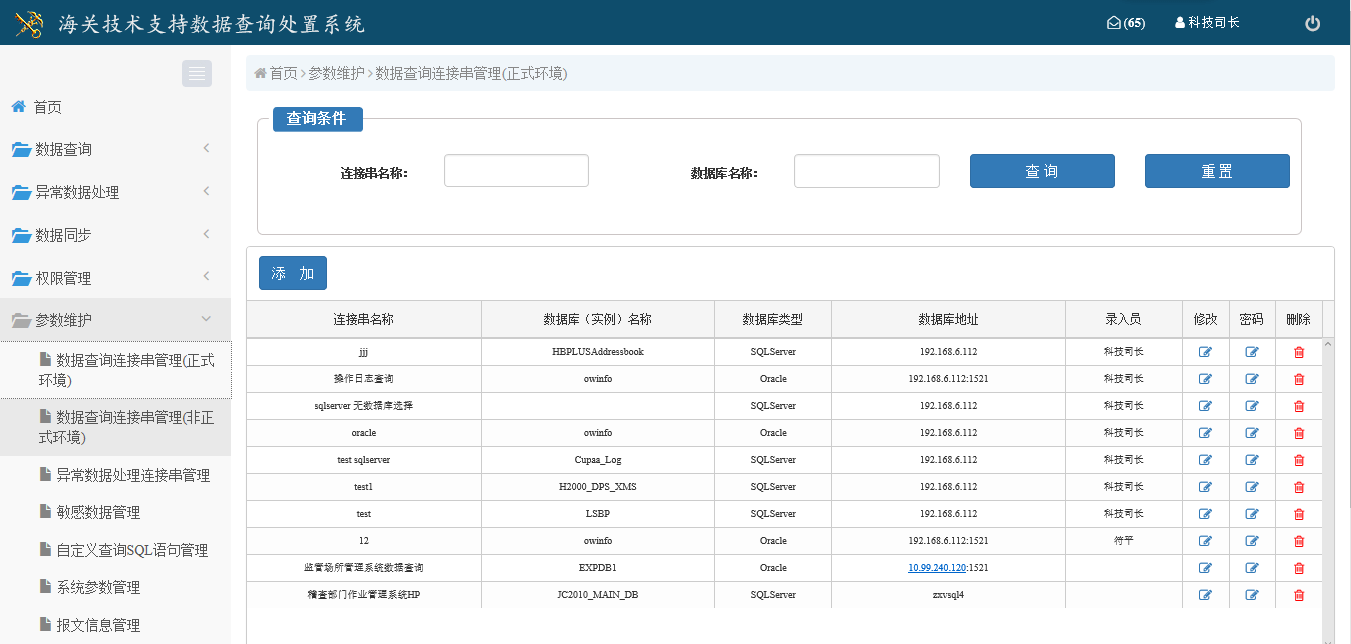 海关技术支持数据查询处置系统
(65)
科技司长
首页
数据查询
异常数据处理
数据同步
权限管理
参数维护
数据查询连接串管理(正式
环境)
数据查询连接串管理(非正
式环境)
异常数据处理连接串管理
敏感数据管理
自定义查询SQL语句管理
系统参数管理
报文信息管理
首页 > 参数维护 > 数据查询连接串管理(正式环境)
查询条件
连接串名称: 数据库名称: 查 询 重 置
添 加
连接串名称 数据库（实例）名称 数据库类型 数据库地址 录入员 修改 密码 删除
jjj HBPLUSAddressbook SQLServer 192.168.6.112 科技司长
操作日志查询 owinfo Oracle 192.168.6.112:1521 科技司长
sqlserver 无数据库选择 SQLServer 192.168.6.112 科技司长
oracle owinfo Oracle 192.168.6.112 科技司长
test sqlserver Cupaa_Log SQLServer 192.168.6.112 科技司长
test1 H2000_DPS_XMS SQLServer 192.168.6.112 科技司长
test LSBP SQLServer 192.168.6.112 科技司长
12 owinfo Oracle 192.168.6.112:1521 符平
监管场所管理系统数据查询 EXPDB1 Oracle 10.99.240.120:1521
稽查部门作业管理系统HP JC2010_MAIN_DB SQLServer zxvsql4